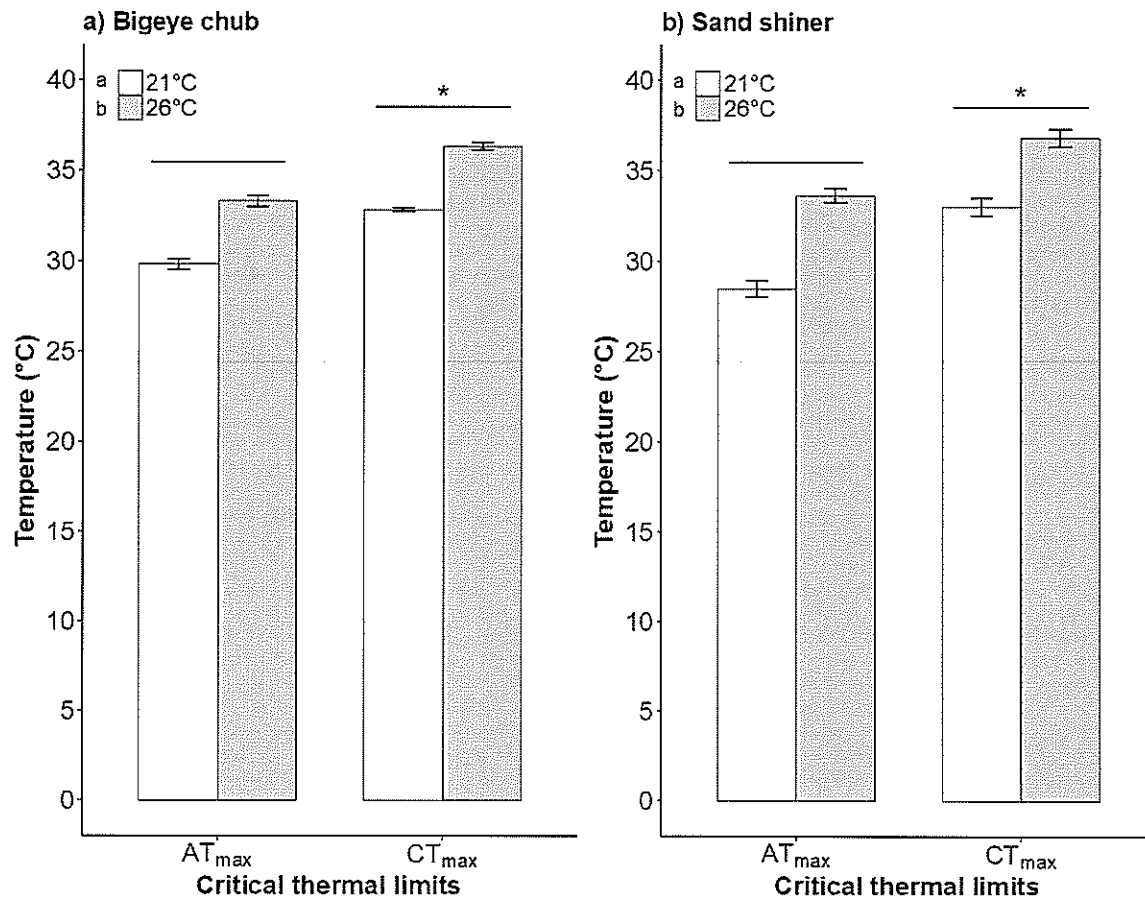 a) Bigeye chub
a 21°C
b 26°C
*
40
35
30
25
20
15
10
5
0
Temperature (°C)
ATmax
CTmax
Critical thermal limits
b) Sand shiner
a 21°C
b 26°C
*
40
35
30
25
20
15
10
5
0
Temperature (°C)
ATmax
CTmax
Critical thermal limits